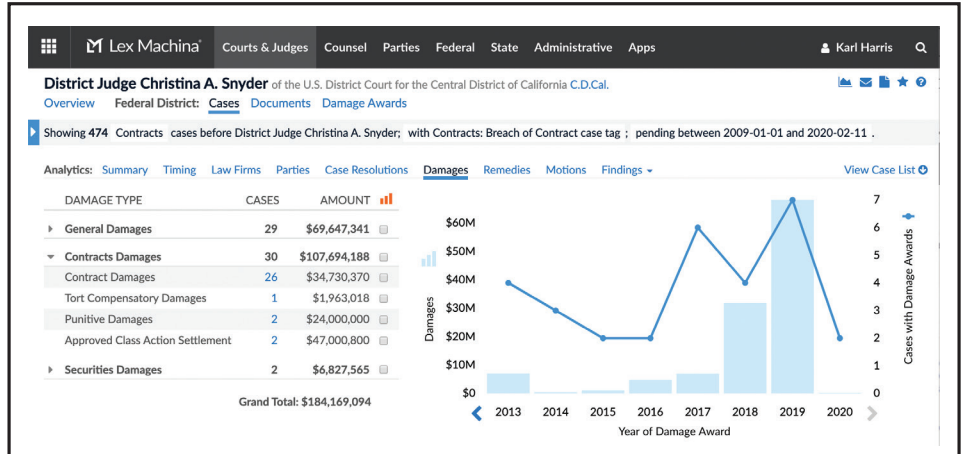 Lex Machina® Courts & Judges Counsel Parties Federal State Administrative Apps Karl Harris
District Judge Christina A. Snyder of the U.S. District Court for the Central District of California C.D.Cal.
Overview Federal District: Cases Documents Damage Awards
Showing 474 Contracts cases before District Judge Christina A. Snyder; with Contracts: Breach of Contract case tag ; pending between 2009-01-01 and 2020-02-11 .
Analytics: Summary Timing Law Firms Parties Case Resolutions Damages Remedies Motions Findings View Case List
DAMAGE TYPE CASES AMOUNT
General Damages 29 $69,647,341
Contracts Damages 30 $107,694,188
Contract Damages 26 $34,730,370
Tort Compensatory Damages 1 $1,963,018
Punitive Damages 2 $24,000,000
Approved Class Action Settlement 2 $47,000,800
Securities Damages 2 $6,827,565
Grand Total: $184,169,094
Damages
$60M
$50M
$40M
$30M
$20M
$10M
$0
2013 2014 2015 2016 2017 2018 2019 2020
Year of Damage Award
7
6
5
4
3
2
1
0
Cases with Damage Awards